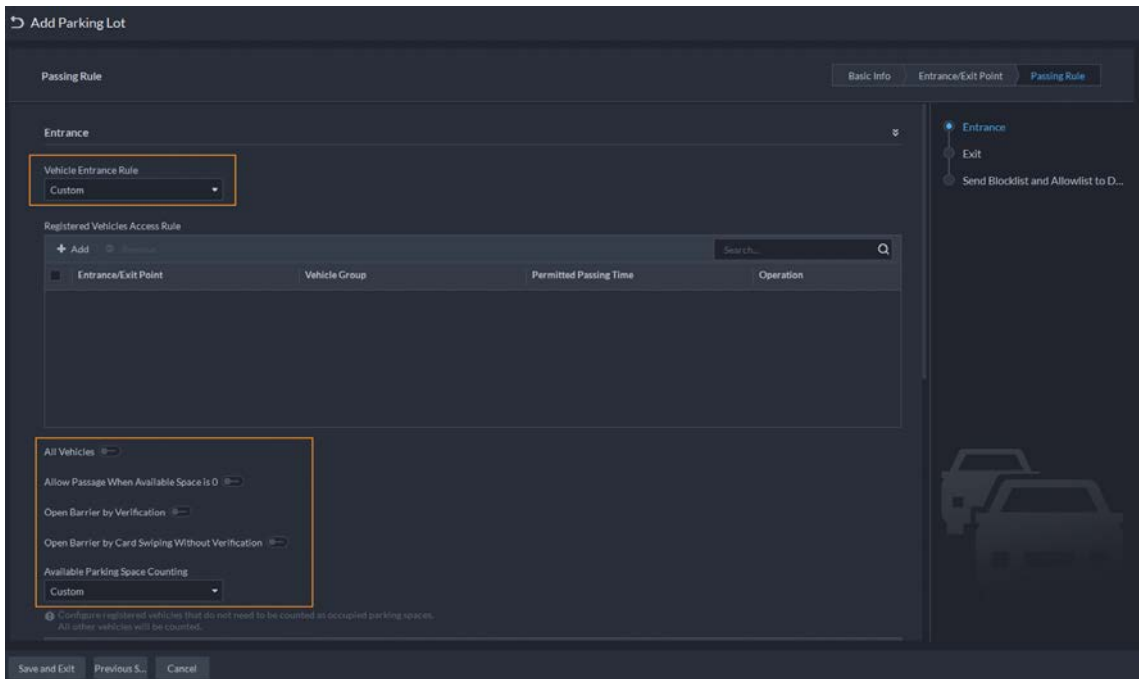 Add Parking Lot
Passing Rule
Basic Info
Entrance/Exit Point
Passing Rule
Entrance
Vehicle Entrance Rule
Custom
Registered Vehicles Access Rule
+ Add
Remove
Search...
Entrance/Exit Point
Vehicle Group
Permitted Passing Time
Operation
All Vehicles
Allow Passage When Available Space is 0
Open Barrier by Verification
Open Barrier by Card Swiping Without Verification
Available Parking Space Counting
Custom
Configure registered vehicles that do not need to be counted as occupied parking spaces.
All other vehicles will be counted.
Entrance
Exit
Send Blocklist and Allowlist to D...
Save and Exit
Previous S...
Cancel